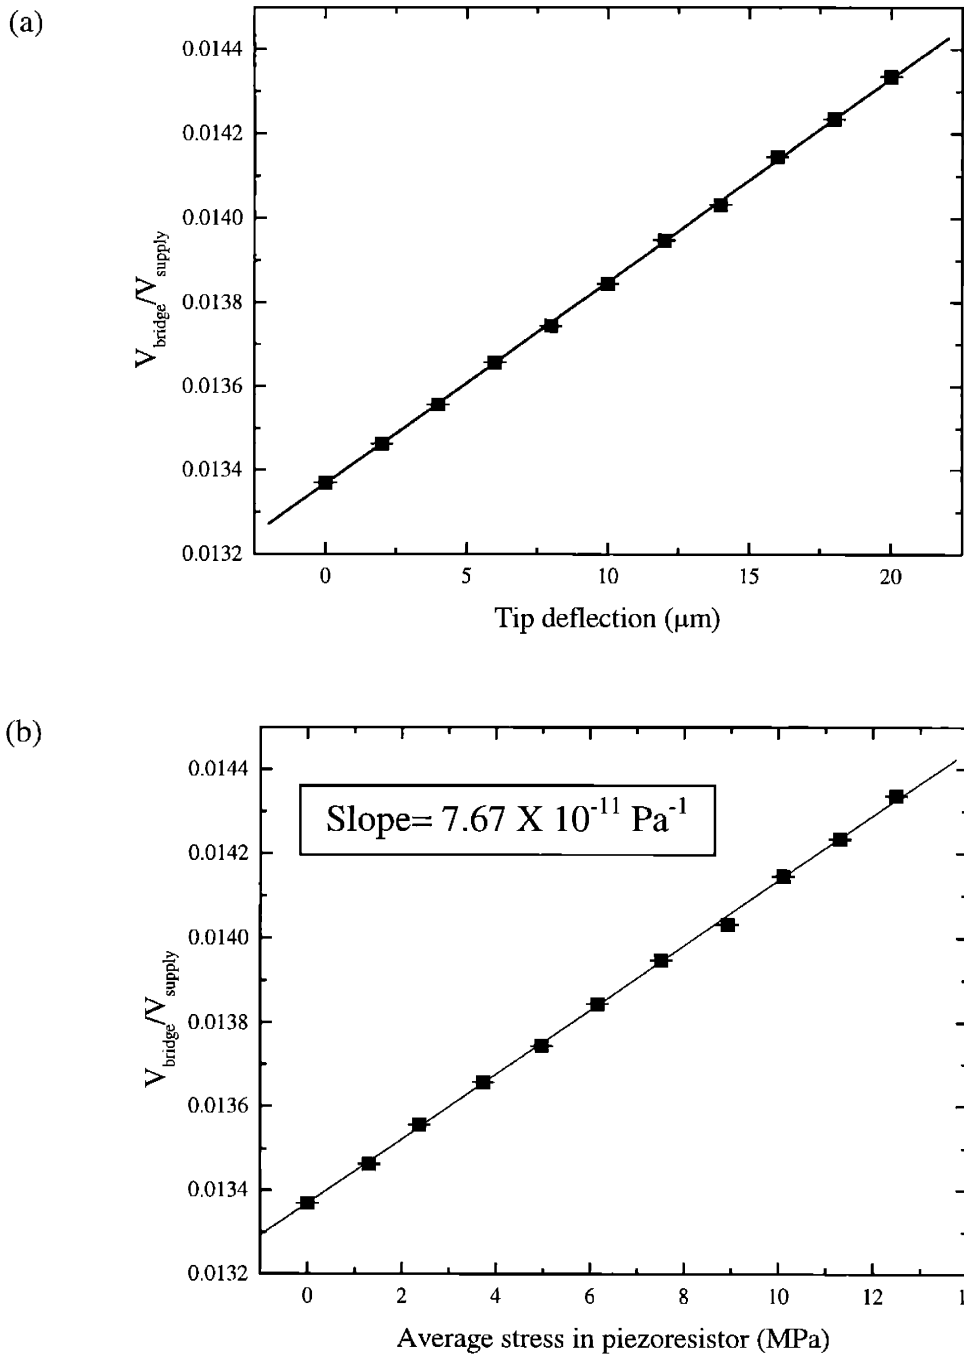 (a)
0.0144
0.0142
0.0140
0.0138
0.0136
0.0134
0.0132
V_bridge/V_supply
0 5 10 15 20
Tip deflection (μm)
(b)
Slope= 7.67 X 10^-11 Pa^-1
0.0144
0.0142
0.0140
0.0138
0.0136
0.0134
0.0132
V_bridge/V_supply
0 2 4 6 8 10 12 1
Average stress in piezoresistor (MPa)